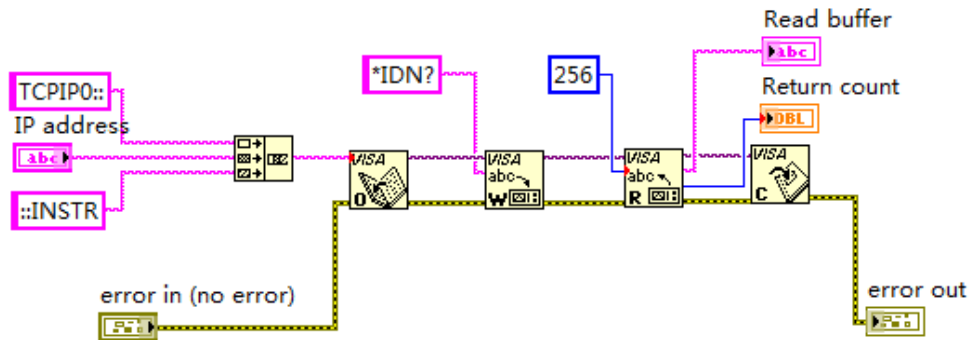 Read buffer
abc
*IDN?
256
Return count
DBL
TCPIP0::
IP address
abc
::INSTR
VISA
O
VISA
abc
W
VISA
abc
R
VISA
C
error in (no error)
error out